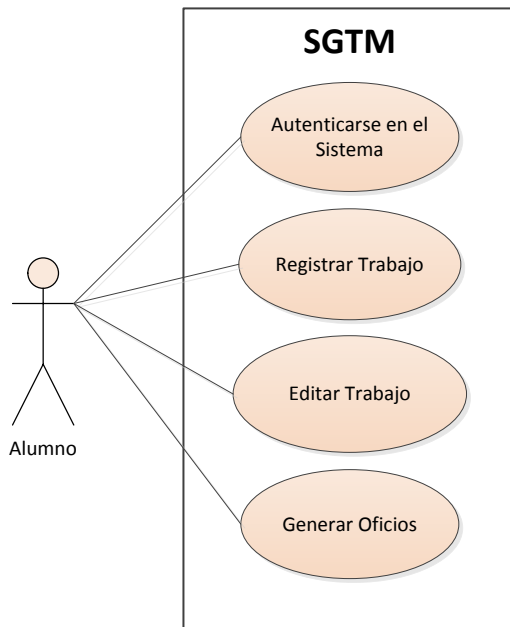 SGTM
Autenticarse en el
Sistema
Registrar Trabajo
Editar Trabajo
Alumno
Generar Oficios